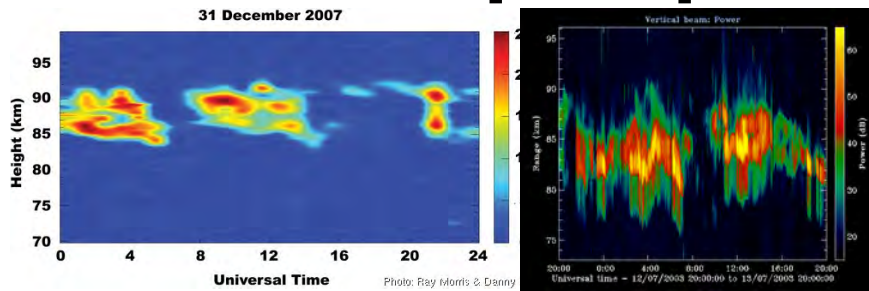 31 December 2007
95
90
85
80
75
70
Height (km)
0 4 8 12 16 20 24
Universal Time
Photo: Ray Morris & Danny
Vertical beam: Power
95
90
85
80
75
Range (km)
20:00 0:00 4:00 8:00 12:00 16:00 20:00
Universal time - 12/07/2003 20:00:00 to 13/07/2003 20:00:00
60
50
40
30
20
Power (dB)